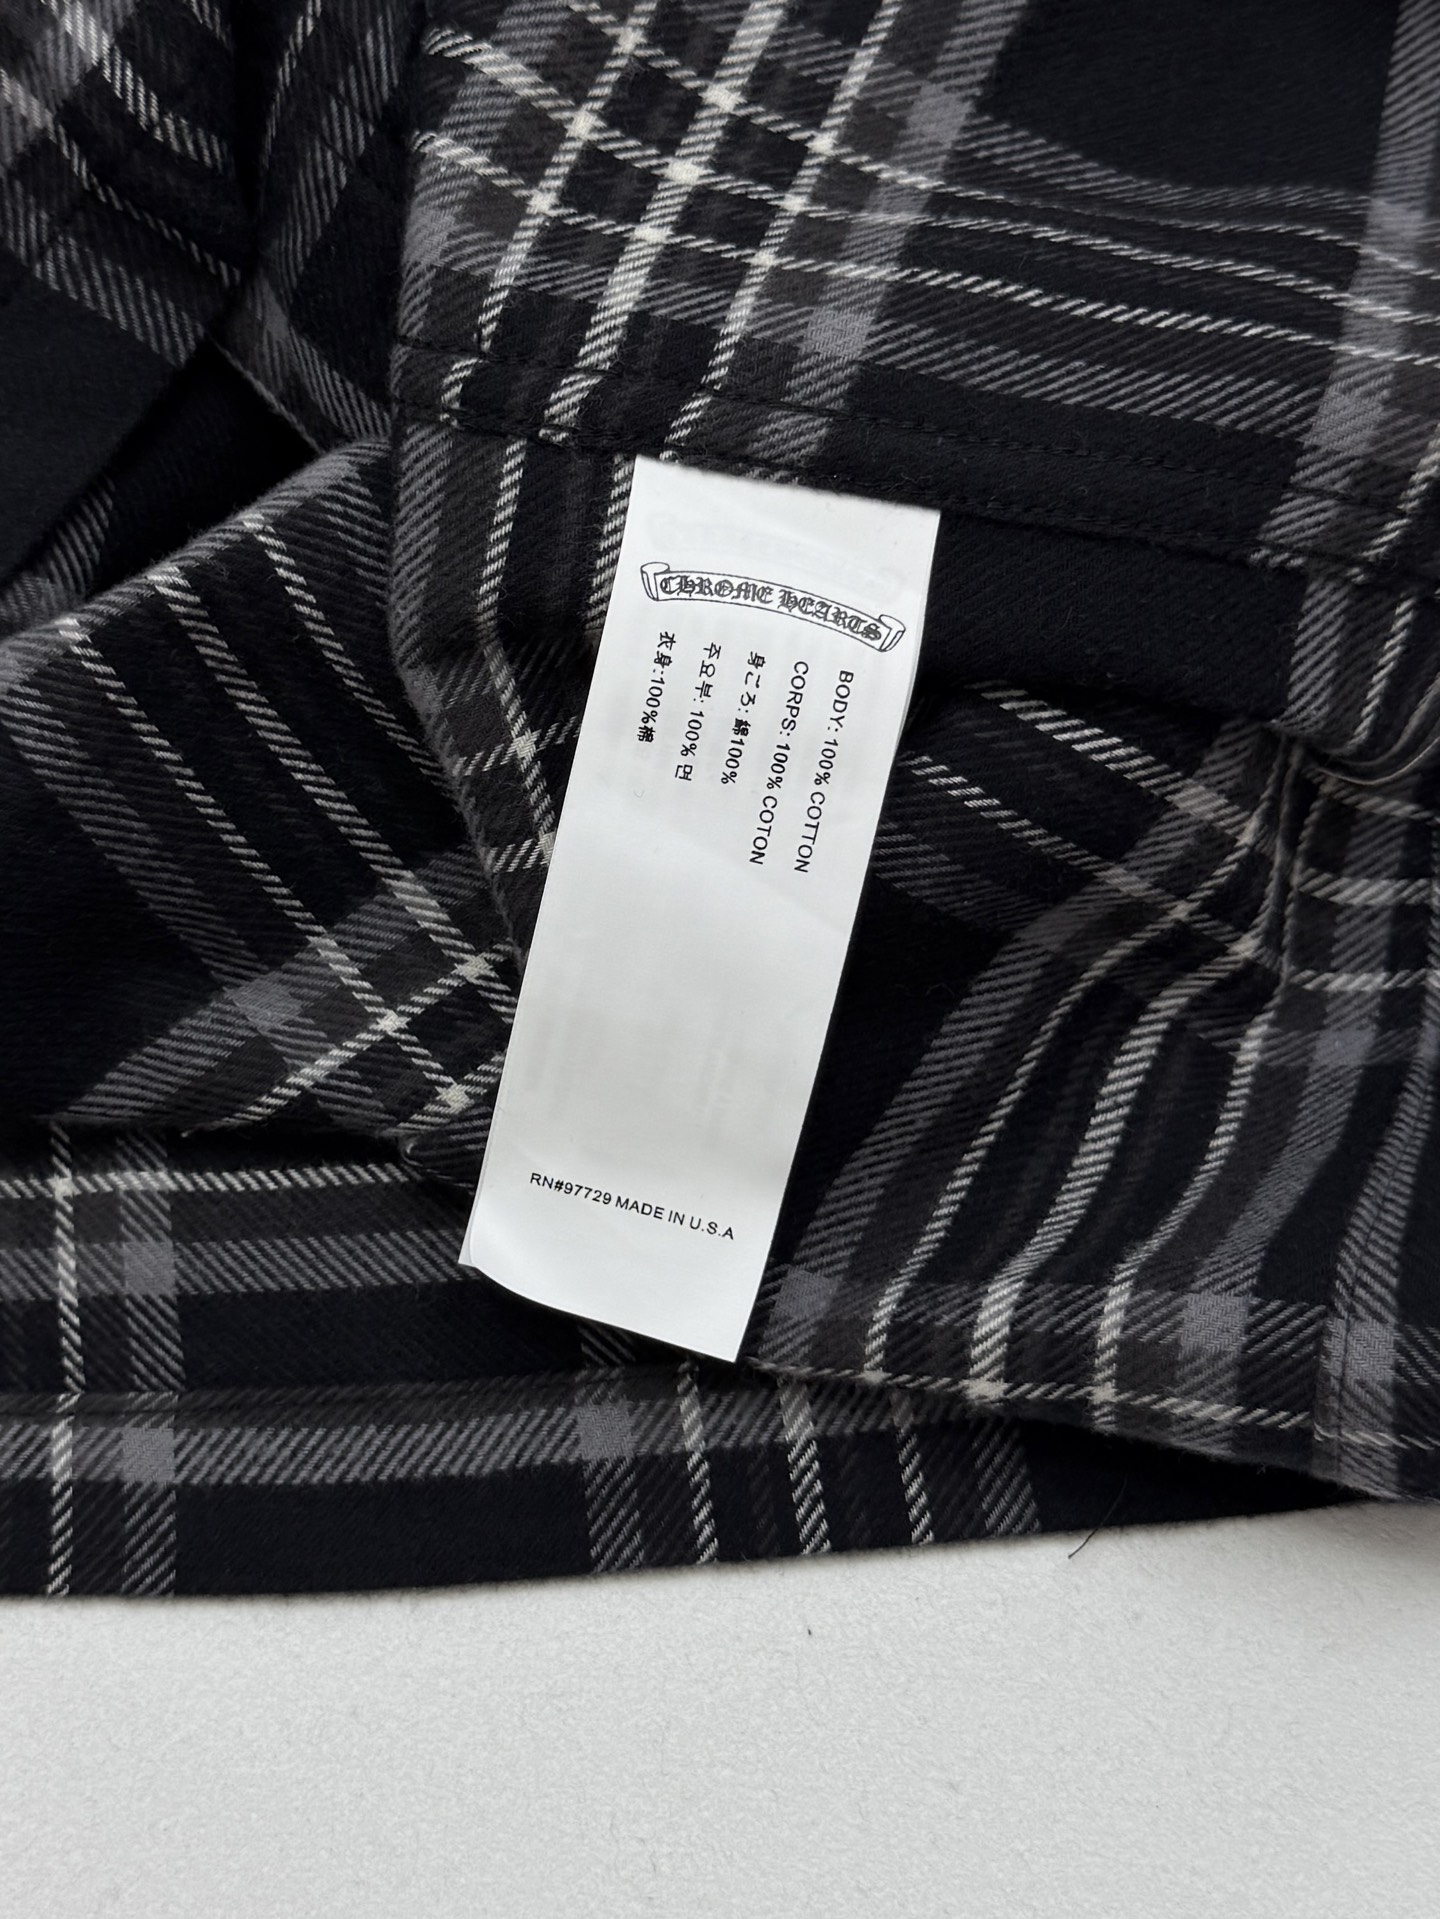 CHROME HEARTS
BODY: 100% COTTON
CORPS: 100% COTON
身ごろ: 綿100%
주요부: 100% 면
衣身:100%棉
RN#97729 MADE IN U.S.A